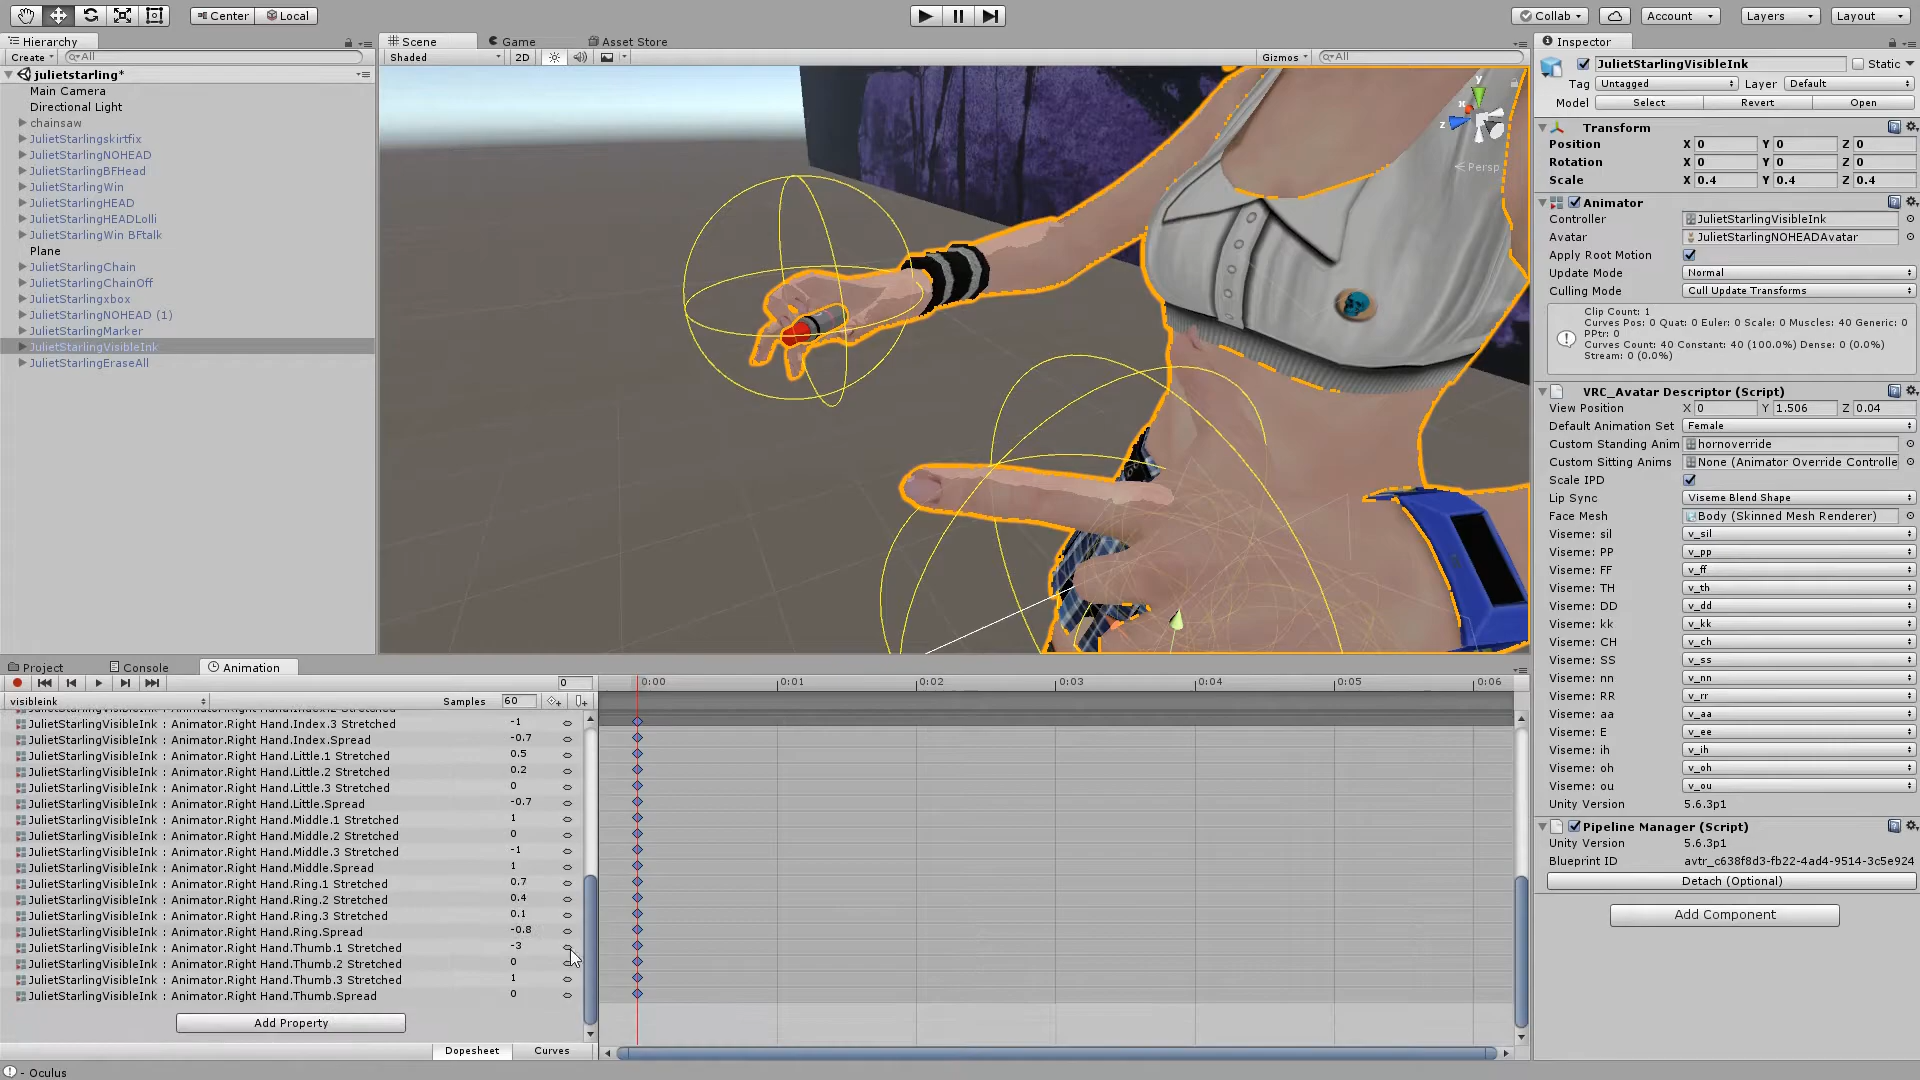 Center
Local
Collab
Account
Layers
Layout
Hierarchy
Scene
Game
Asset Store
Inspector
Create
All
Shaded
2D
Gizmos
All
julietstarling*
Main Camera
Directional Light
chainsaw
JulietStarlingskirtfix
JulietStarlingNOHEAD
JulietStarlingBFHead
JulietStarlingWin
JulietStarlingHEAD
JulietStarlingHEADLolli
JulietStarlingWin BFtalk
Plane
JulietStarlingChain
JulietStarlingChainOff
JulietStarlingxbox
JulietStarlingNOHEAD (1)
JulietStarlingMarker
JulietStarlingVisibleInk
JulietStarlingEraseAll
y
x
z
Persp
JulietStarlingVisibleInk
Static
Tag Untagged Layer Default
Model Select Revert Open
Transform
Position X 0 Y 0 Z 0
Rotation X 0 Y 0 Z 0
Scale X 0.4 Y 0.4 Z 0.4
Animator
Controller JulietStarlingVisibleInk
Avatar JulietStarlingNOHEADAvatar
Apply Root Motion
Update Mode Normal
Culling Mode Cull Update Transforms
Clip Count: 1
Curves Pos: 0 Quat: 0 Euler: 0 Scale: 0 Muscles: 40 Generic: 0
PPtr: 0
Curves Count: 40 Constant: 40 (100.0%) Dense: 0 (0.0%)
Stream: 0 (0.0%)
VRC_Avatar Descriptor (Script)
View Position X 0 Y 1.506 Z 0.04
Default Animation Set Female
Custom Standing Anim hornoverride
Custom Sitting Anims None (Animator Override Controlle
Scale IPD
Lip Sync Viseme Blend Shape
Face Mesh Body (Skinned Mesh Renderer)
Viseme: sil v_sil
Viseme: PP v_pp
Viseme: FF v_ff
Viseme: TH v_th
Viseme: DD v_dd
Viseme: kk v_kk
Viseme: CH v_ch
Viseme: SS v_ss
Viseme: nn v_nn
Viseme: RR v_rr
Viseme: aa v_aa
Viseme: E v_ee
Viseme: ih v_ih
Viseme: oh v_oh
Viseme: ou v_ou
Unity Version 5.6.3p1
Pipeline Manager (Script)
Unity Version 5.6.3p1
Blueprint ID avtr_c638f8d3-fb22-4ad4-9514-3c5e924
Detach (Optional)
Add Component
Project
Console
Animation
0
0:00 0:01 0:02 0:03 0:04 0:05 0:06
visibleink Samples 60
JulietStarlingVisibleInk : Animator.Right Hand.Index.3 Stretched -1
JulietStarlingVisibleInk : Animator.Right Hand.Index.Spread -0.7
JulietStarlingVisibleInk : Animator.Right Hand.Little.1 Stretched 0.5
JulietStarlingVisibleInk : Animator.Right Hand.Little.2 Stretched 0.2
JulietStarlingVisibleInk : Animator.Right Hand.Little.3 Stretched 0
JulietStarlingVisibleInk : Animator.Right Hand.Little.Spread -0.7
JulietStarlingVisibleInk : Animator.Right Hand.Middle.1 Stretched 1
JulietStarlingVisibleInk : Animator.Right Hand.Middle.2 Stretched 0
JulietStarlingVisibleInk : Animator.Right Hand.Middle.3 Stretched -1
JulietStarlingVisibleInk : Animator.Right Hand.Middle.Spread 1
JulietStarlingVisibleInk : Animator.Right Hand.Ring.1 Stretched 0.7
JulietStarlingVisibleInk : Animator.Right Hand.Ring.2 Stretched 0.4
JulietStarlingVisibleInk : Animator.Right Hand.Ring.3 Stretched 0.1
JulietStarlingVisibleInk : Animator.Right Hand.Ring.Spread -0.8
JulietStarlingVisibleInk : Animator.Right Hand.Thumb.1 Stretched -3
JulietStarlingVisibleInk : Animator.Right Hand.Thumb.2 Stretched 0
JulietStarlingVisibleInk : Animator.Right Hand.Thumb.3 Stretched 1
JulietStarlingVisibleInk : Animator.Right Hand.Thumb.Spread 0
Add Property
Dopesheet
Curves
- Oculus